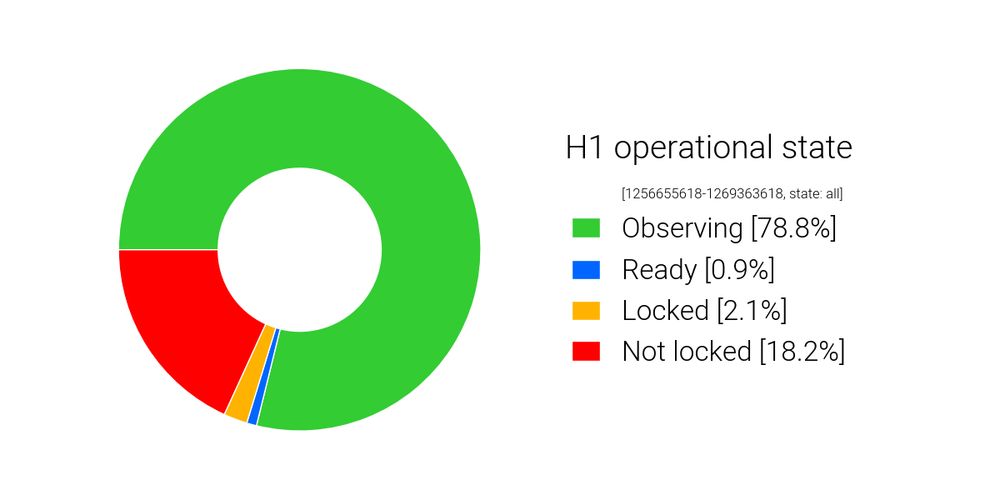 H1 operational state
[1256655618-1269363618, state: all]
Observing [78.8%]
Ready [0.9%]
Locked [2.1%]
Not locked [18.2%]